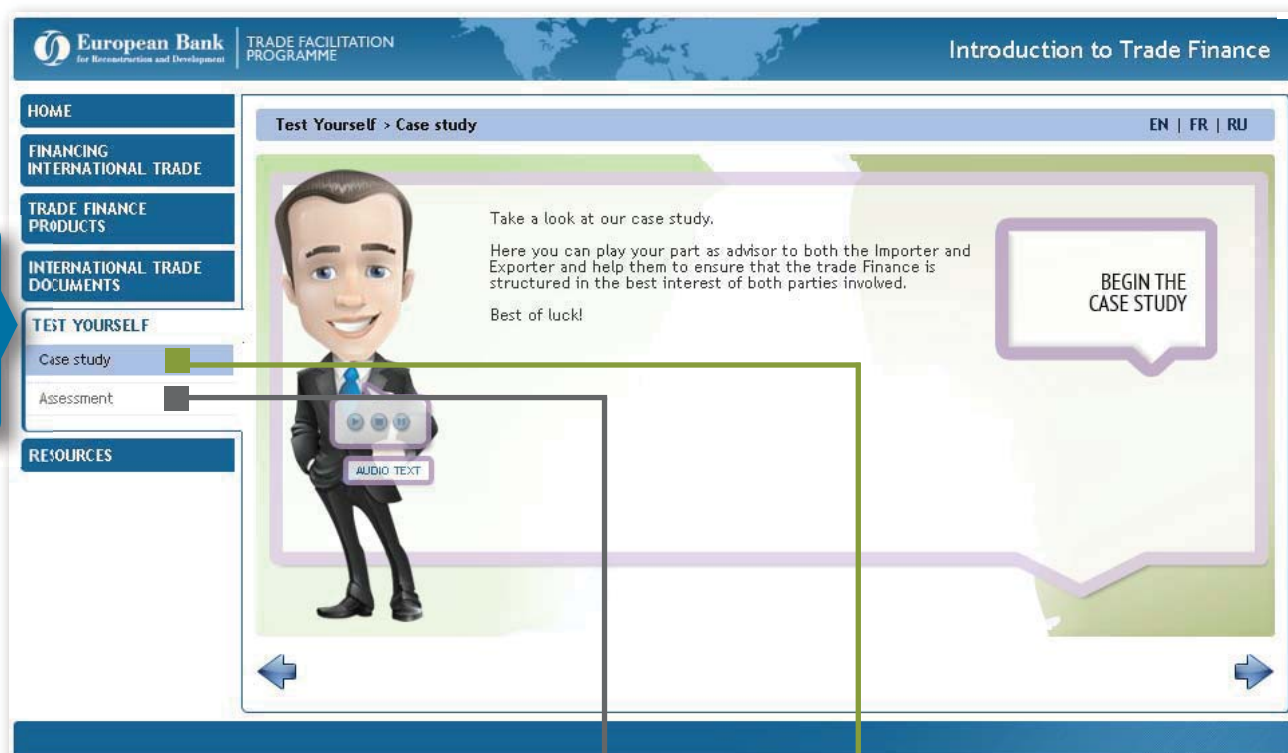 European Bank
for Reconstruction and Development
TRADE FACILITATION
PROGRAMME
Introduction to Trade Finance
HOME
FINANCING
INTERNATIONAL TRADE
TRADE FINANCE
PRODUCTS
INTERNATIONAL TRADE
DOCUMENTS
TEST YOURSELF
Case study
Assessment
RESOURCES
Test Yourself > Case study
EN | FR | RU
Take a look at our case study.
Here you can play your part as advisor to both the Importer and
Exporter and help them to ensure that the trade Finance is
structured in the best interest of both parties involved.
Best of luck!
BEGIN THE
CASE STUDY
AUDIO TEXT